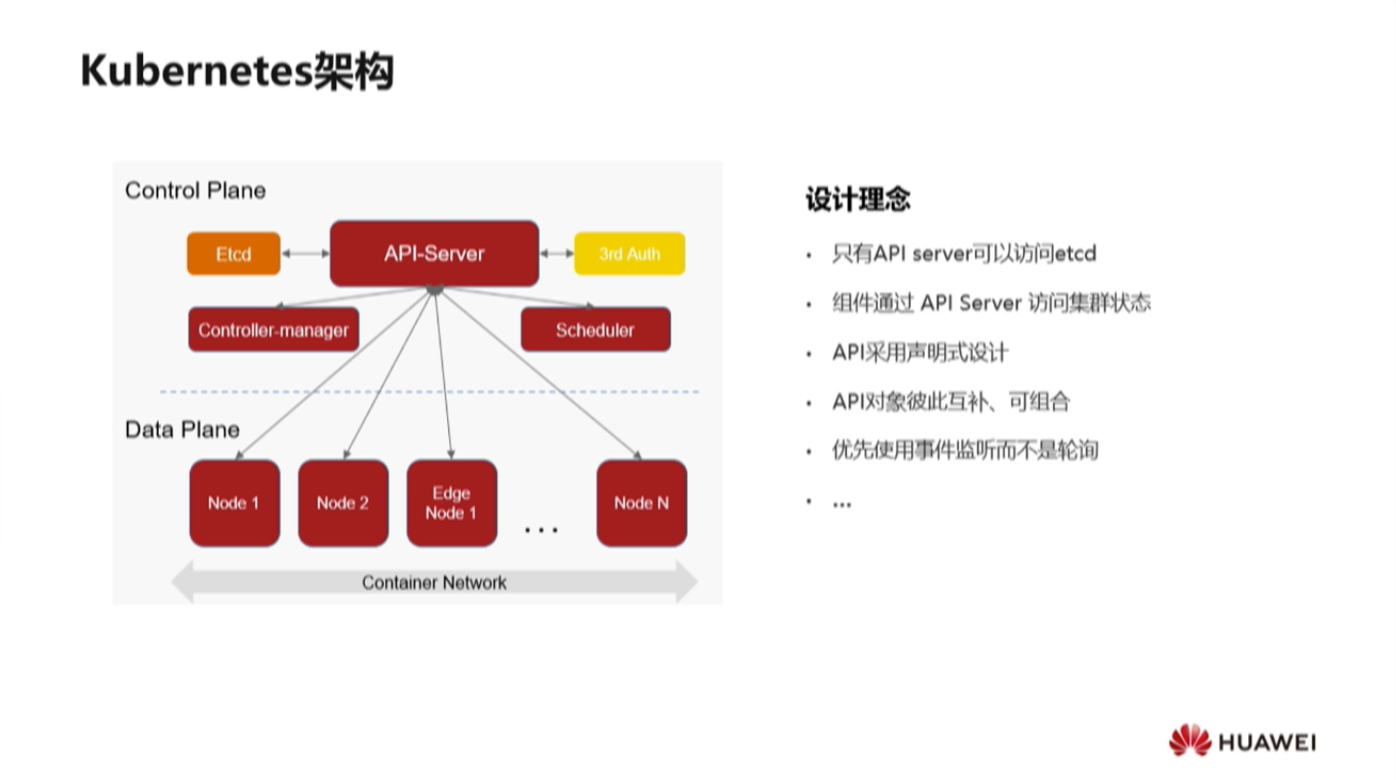 Kubernetes架构
Control Plane
Etcd
API-Server
3rd Auth
Controller-manager
Scheduler
Data Plane
Node 1
Node 2
Edge
Node 1
...
Node N
Container Network
设计理念
• 只有API server可以访问etcd
• 组件通过 API Server 访问集群状态
• API采用声明式设计
• API对象彼此互补、可组合
• 优先使用事件监听而不是轮询
• ...
HUAWEI